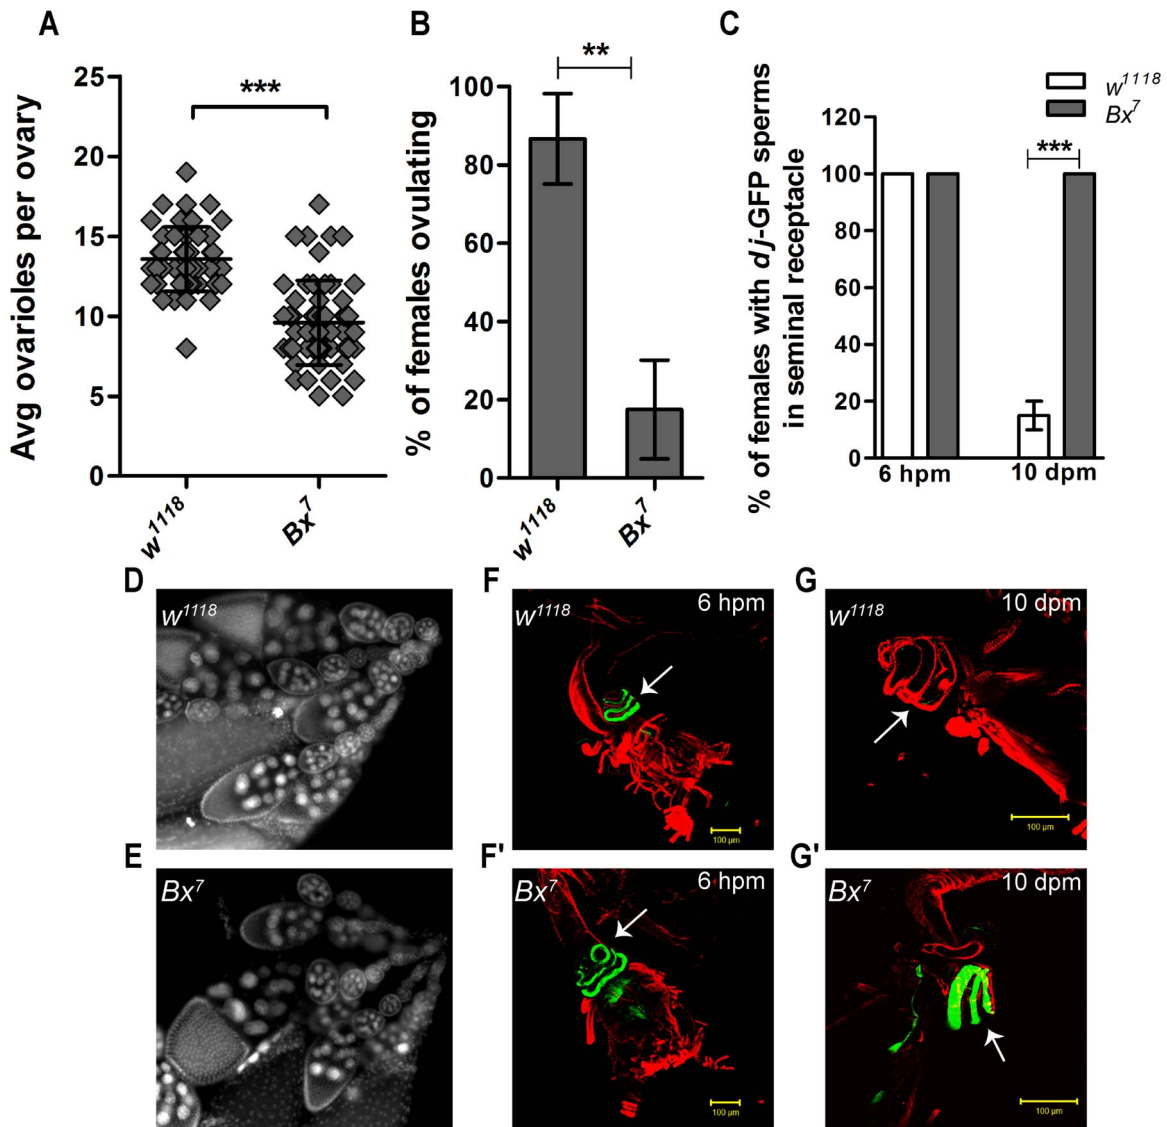 A
Avg ovarioles per ovary
25
20
15
10
5
0
***
w¹¹¹⁸
Bx⁷
B
% of females ovulating
100
80
60
40
20
0
**
w¹¹¹⁸
Bx⁷
C
% of females with dj-GFP sperms
in seminal receptacle
120
100
80
60
40
20
0
w¹¹¹⁸
Bx⁷
***
6 hpm
10 dpm
D
w¹¹¹⁸
E
Bx⁷
F
w¹¹¹⁸
6 hpm
100 µm
G
w¹¹¹⁸
10 dpm
100 µm
F'
Bx⁷
6 hpm
100 µm
G'
Bx⁷
10 dpm
100 µm